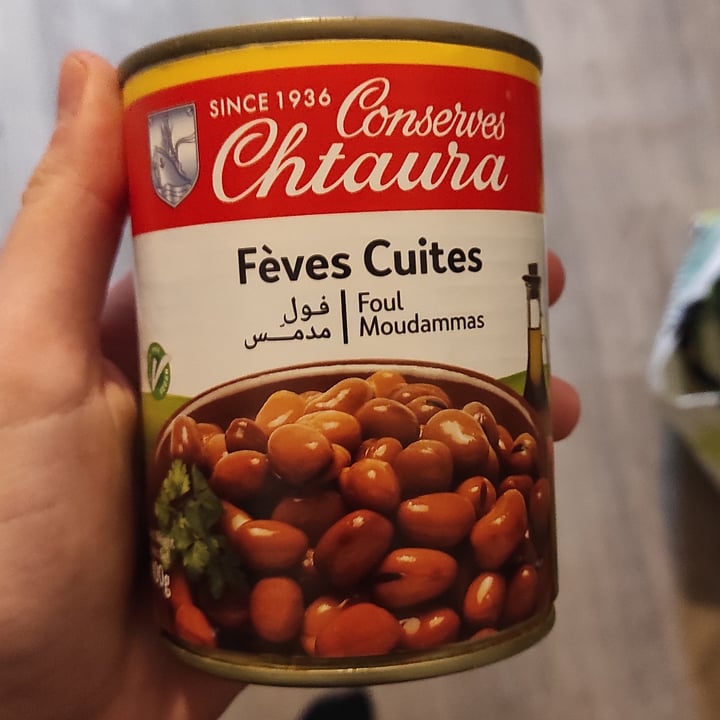 SINCE 1936
Conserves
Chtaura
Fèves Cuites
فول
مدمس
Foul
Moudammas